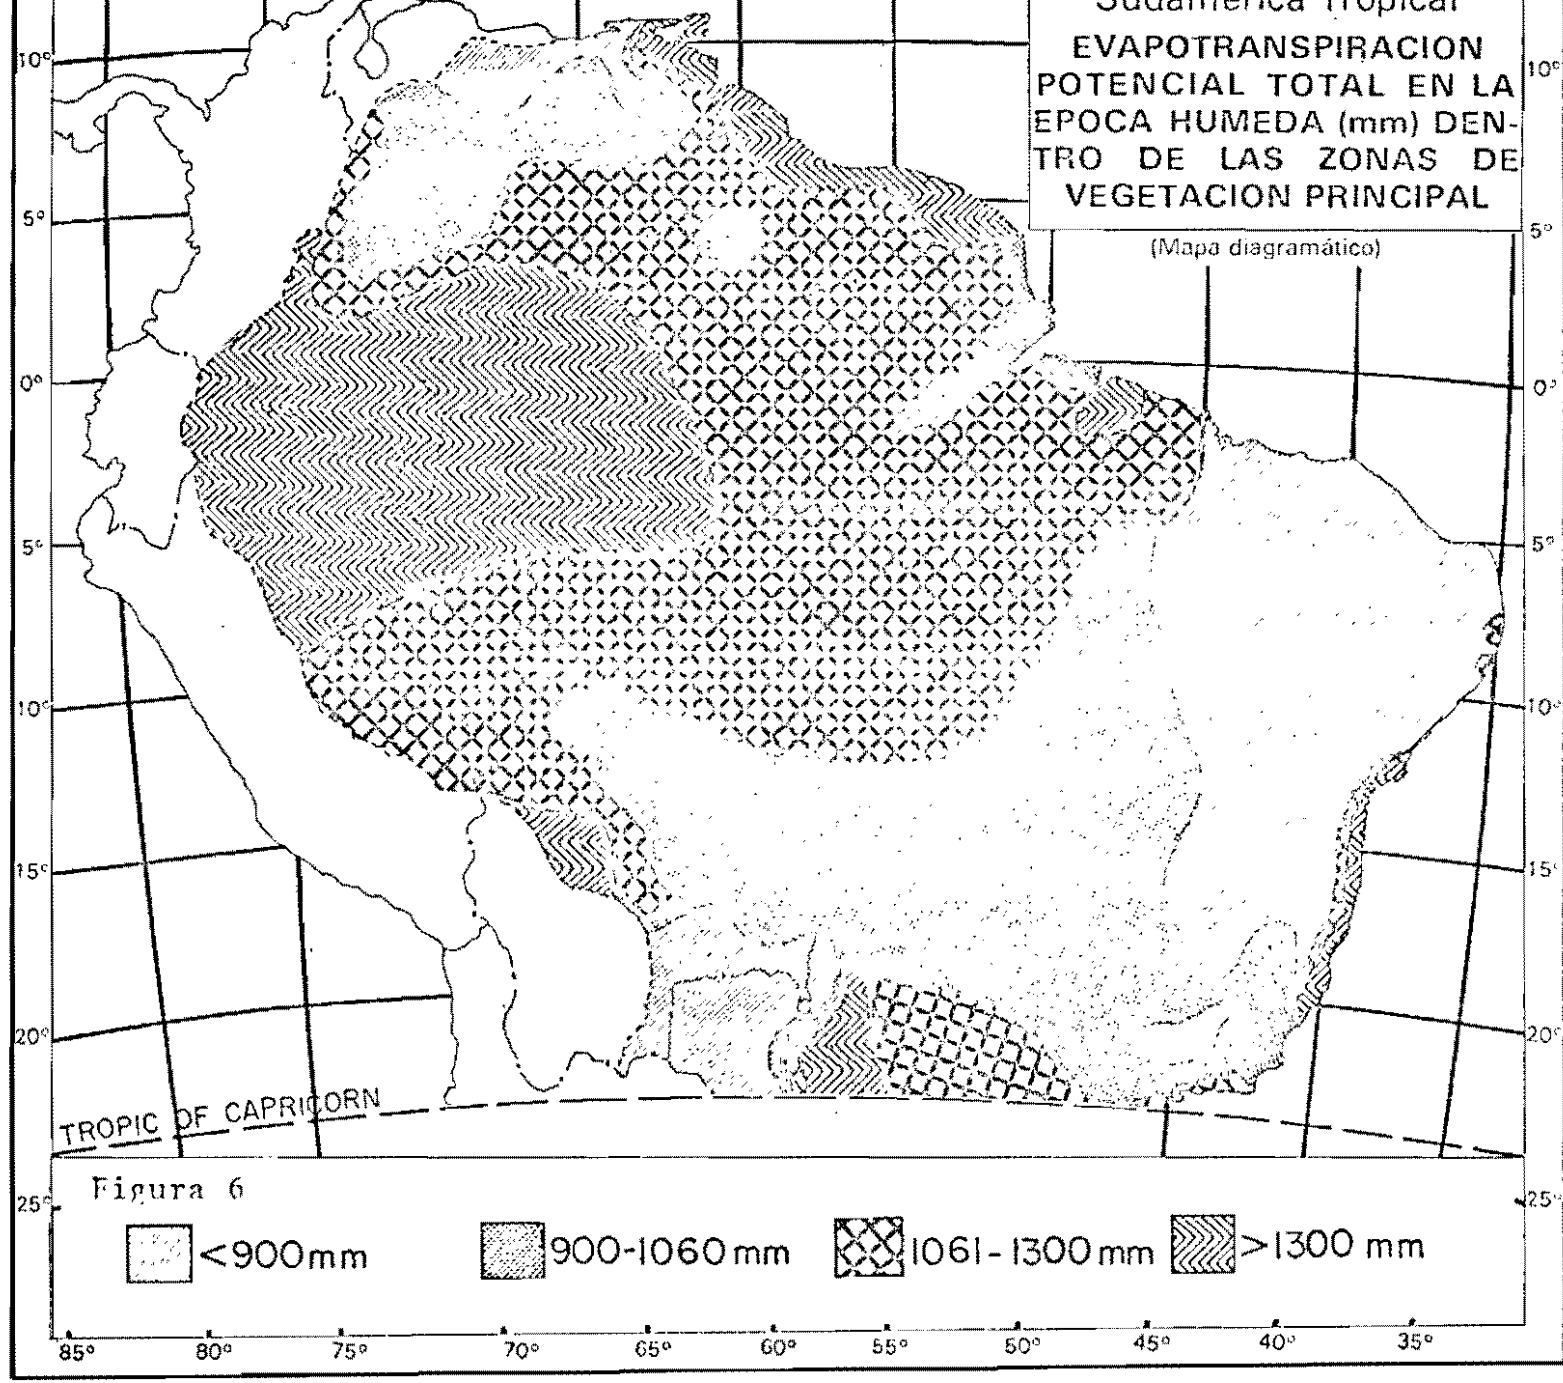 Sudamérica Tropical
EVAPOTRANSPIRACION
POTENCIAL TOTAL EN LA
EPOCA HUMEDA (mm) DEN-
TRO DE LAS ZONAS DE
VEGETACION PRINCIPAL
(Mapa diagramático)
10°
5°
0°
5°
10°
15°
20°
25°
10°
5°
0°
5°
10°
15°
20°
25°
TROPIC OF CAPRICORN
Figura 6
<900mm
900-1060 mm
1061-1300 mm
>1300 mm
85° 80° 75° 70° 65° 60° 55° 50° 45° 40° 35°